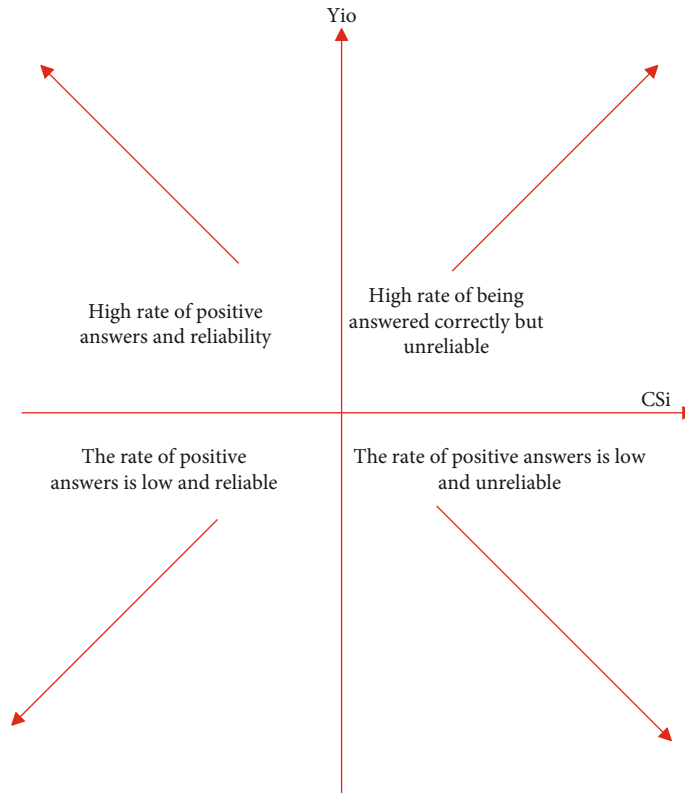 Yio
High rate of positive
answers and reliability
High rate of being
answered correctly but
unreliable
CSi
The rate of positive
answers is low and reliable
The rate of positive answers is low
and unreliable